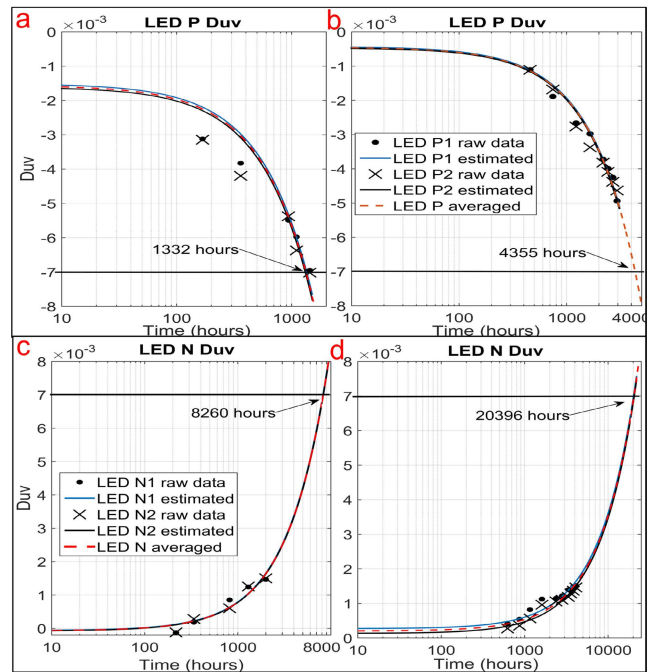 a
×10⁻³
LED P Duv
0
-1
-2
-3
-4
-5
-6
-7
-8
Duv
1332 hours
10
100
1000
Time (hours)
b
×10⁻³
LED P Duv
0
-1
-2
-3
-4
-5
-6
-7
-8
LED P1 raw data
LED P1 estimated
LED P2 raw data
LED P2 estimated
LED P averaged
4355 hours
10
100
1000
4000
Time (hours)
c
×10⁻³
LED N Duv
8
7
6
5
4
3
2
1
0
Duv
8260 hours
LED N1 raw data
LED N1 estimated
LED N2 raw data
LED N2 estimated
LED N averaged
10
100
1000
8000
Time (hours)
d
×10⁻³
LED N Duv
8
7
6
5
4
3
2
1
0
20396 hours
10
100
1000
10000
Time (hours)